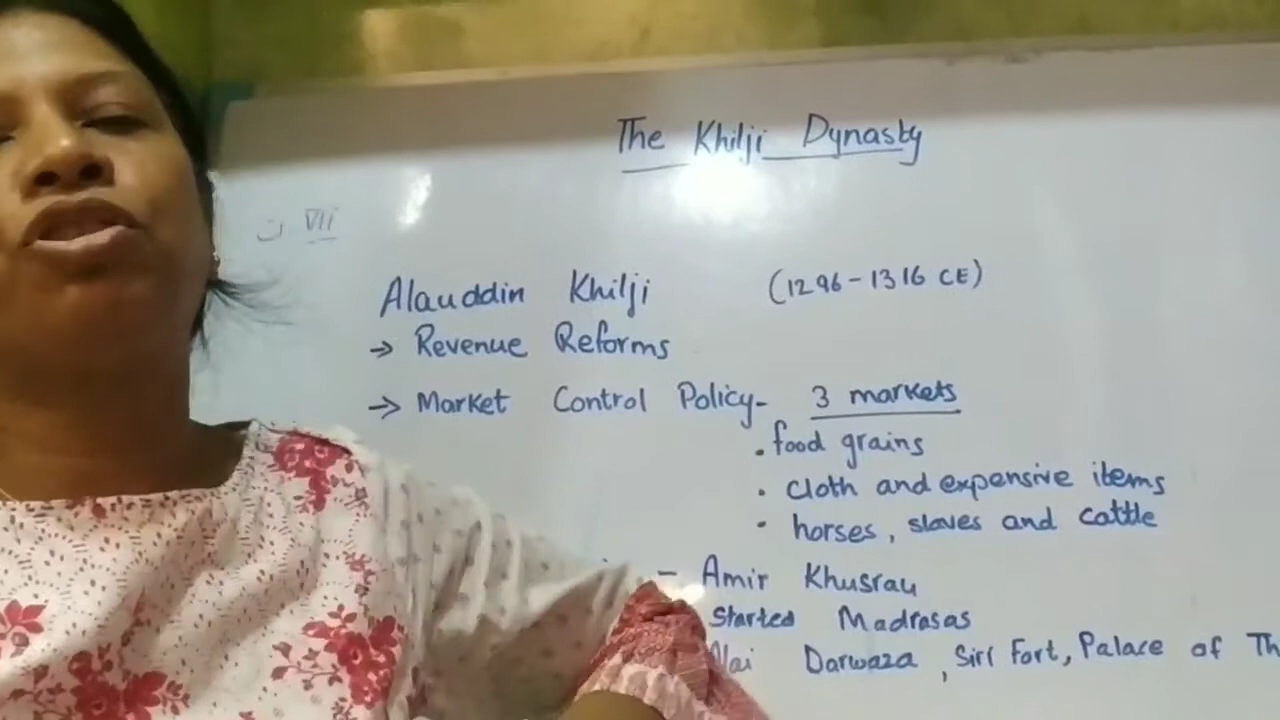 The Khilji Dynasty
VII
Alauddin Khilji (1296-1316 CE)
→ Revenue Reforms
→ Market Control Policy- 3 markets
. food grains
. cloth and expensive items
. horses, slaves and cattle
- Amir Khusrau
Started Madrasas
Alai Darwaza, Siri Fort, Palace of Th